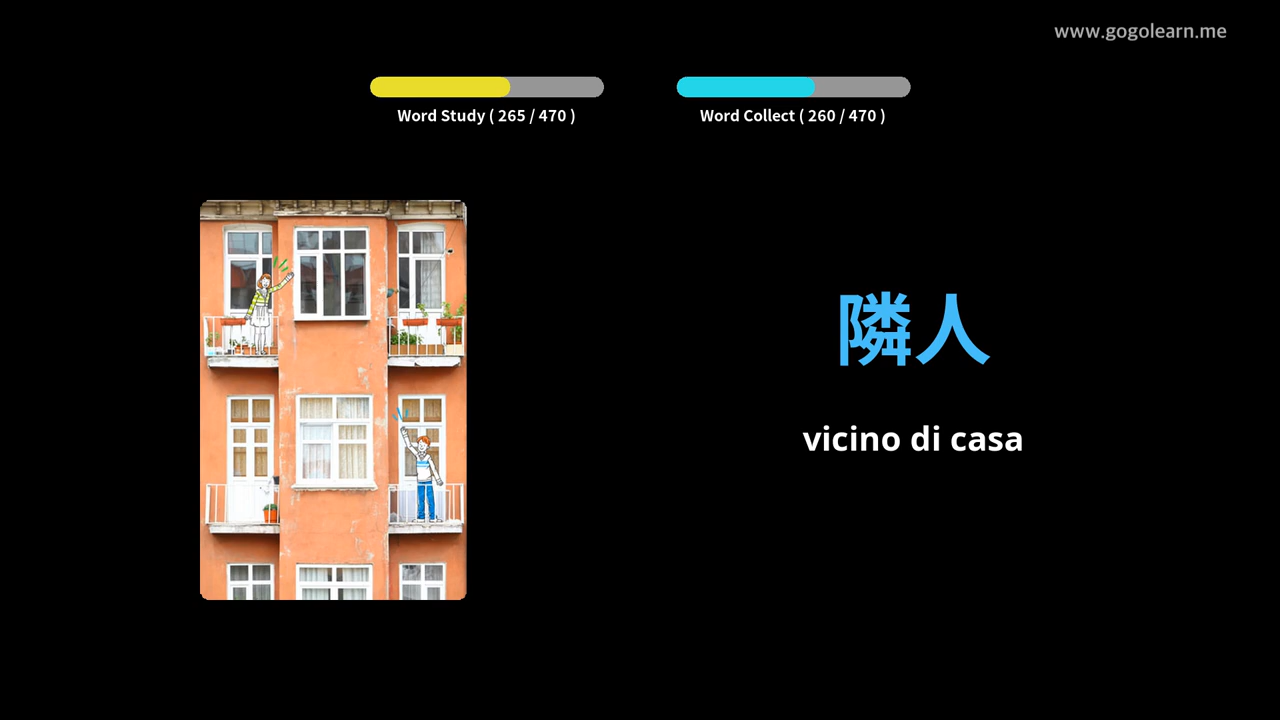 www.gogolearn.me
Word Study ( 265 / 470 )
Word Collect ( 260 / 470 )
隣人
vicino di casa